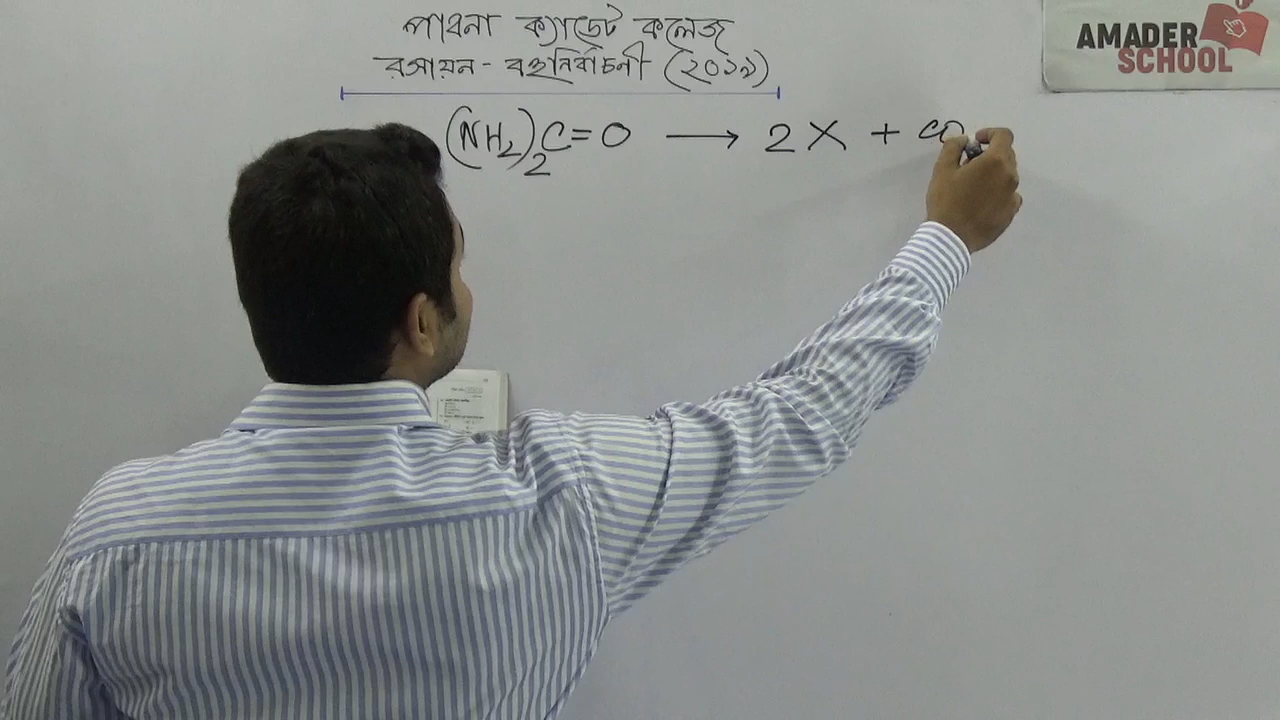 পাবনা ক্যাডেট কলেজ
রসায়ন - বহুনির্বাচনী (২০১৯)
(NH₂)₂C=O ⟶ 2X + CO
AMADER
SCHOOL